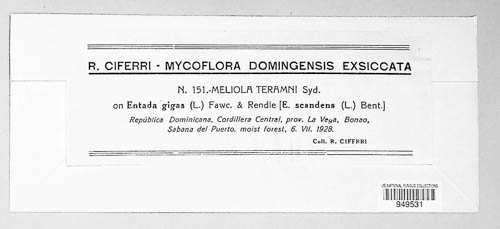 R. CIFERRI - MYCOFLORA DOMINGENSIS EXSICCATA
N. 151.-MELIOLA TERAMNI Syd.
on Entada gigas (L.) Fawc. & Rendle [E. scandens (L.) Bent.]
República Dominicana, Cordillera Central, prov. La Vega, Bonao,
Sabana del Puerto, moist forest, 6. VII. 1928.
Coll. R. CIFERRI
US NATIONAL FUNGUS COLLECTIONS
949531